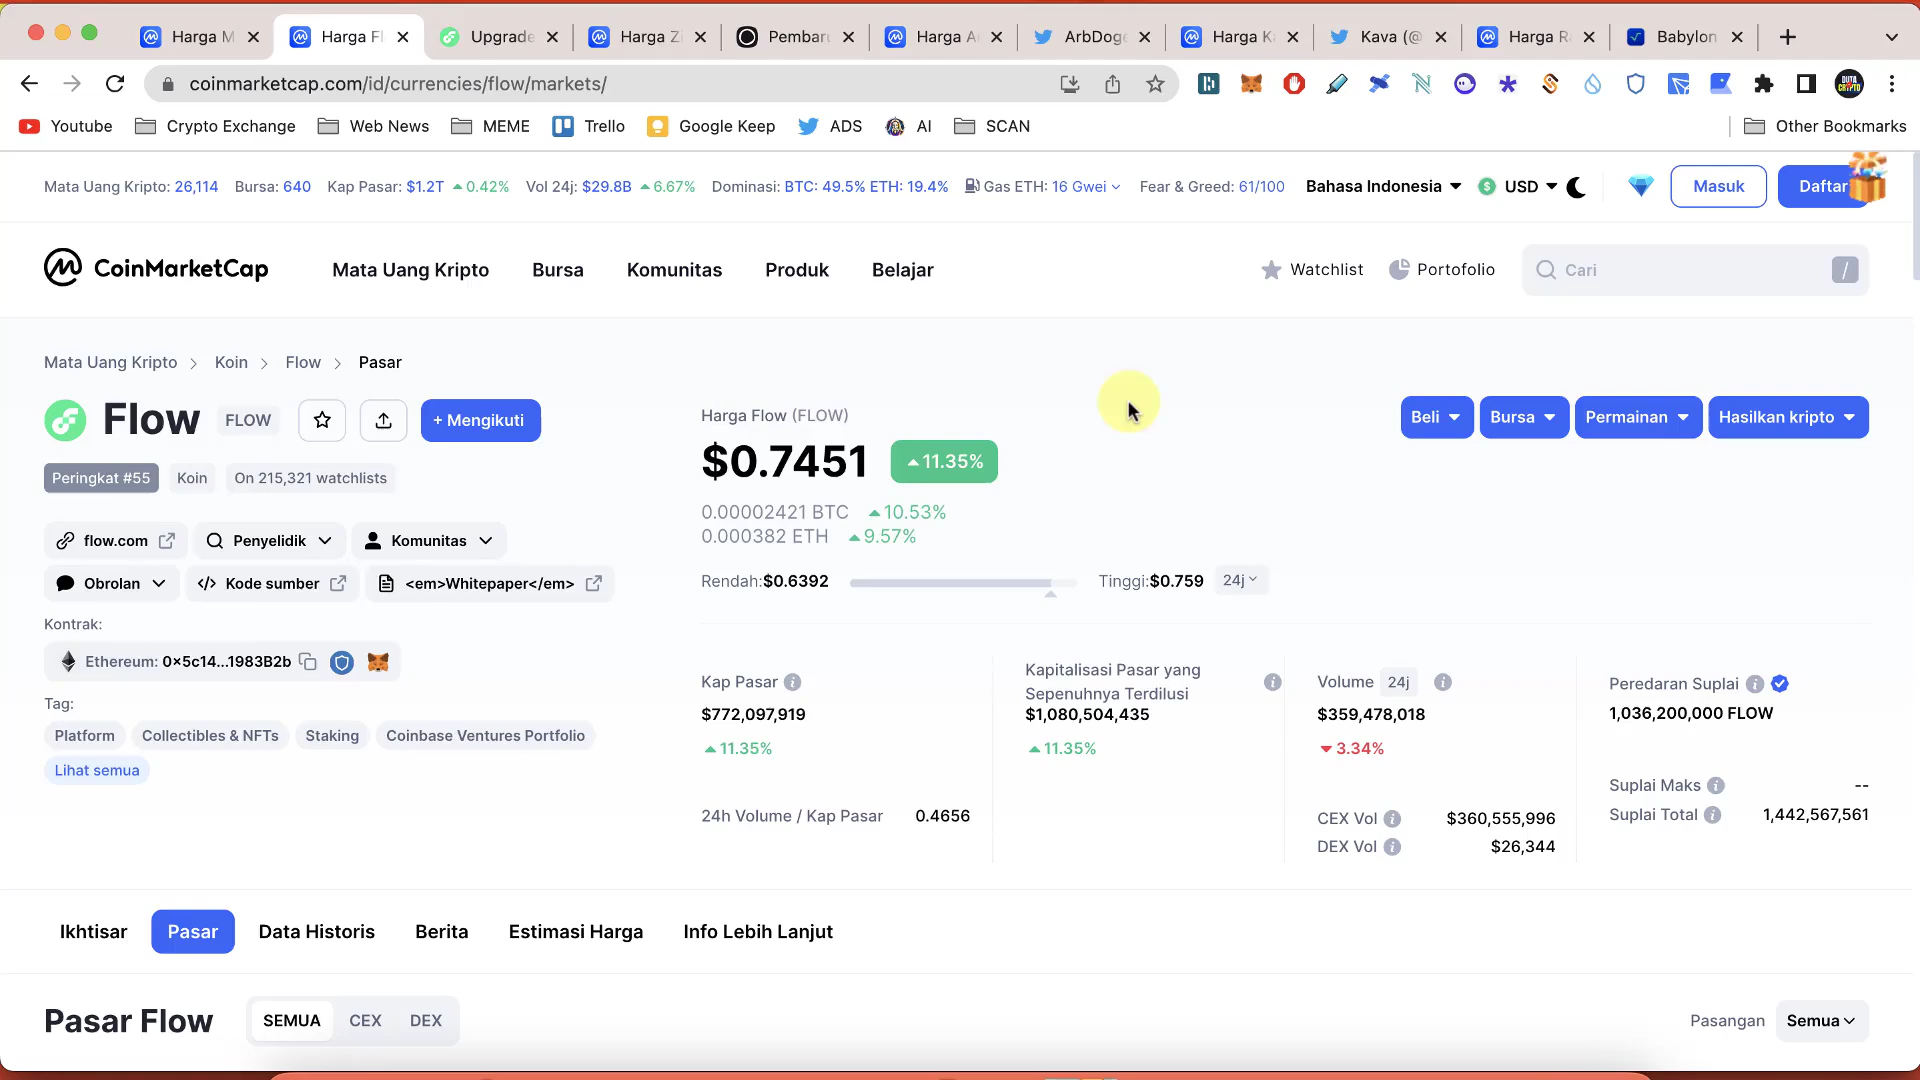 Harga M
Harga Fl
Upgrade
Harga Zi
Pembaru
Harga A
ArbDoge
Harga Ka
Kava (@
Harga R
Babylon
coinmarketcap.com/id/currencies/flow/markets/
Youtube
Crypto Exchange
Web News
MEME
Trello
Google Keep
ADS
AI
SCAN
Other Bookmarks
Mata Uang Kripto: 26,114 Bursa: 640 Kap Pasar: $1.2T 0.42% Vol 24j: $29.8B 6.67% Dominasi: BTC: 49.5% ETH: 19.4% Gas ETH: 16 Gwei Fear & Greed: 61/100 Bahasa Indonesia USD Masuk Daftar
CoinMarketCap Mata Uang Kripto Bursa Komunitas Produk Belajar Watchlist Portofolio Cari /
Mata Uang Kripto > Koin > Flow > Pasar
Flow FLOW + Mengikuti
Peringkat #55 Koin On 215,321 watchlists
flow.com Penyelidik Komunitas
Obrolan Kode sumber <em>Whitepaper</em>
Kontrak:
Ethereum: 0x5c14...1983B2b
Tag:
Platform Collectibles & NFTs Staking Coinbase Ventures Portfolio
Lihat semua
Harga Flow (FLOW)
$0.7451 11.35%
0.00002421 BTC 10.53%
0.000382 ETH 9.57%
Rendah:$0.6392 Tinggi:$0.759 24j
Beli Bursa Permainan Hasilkan kripto
Kap Pasar
$772,097,919
11.35%
24h Volume / Kap Pasar 0.4656
Kapitalisasi Pasar yang
Sepenuhnya Terdilusi
$1,080,504,435
11.35%
Volume 24j
$359,478,018
3.34%
CEX Vol $360,555,996
DEX Vol $26,344
Peredaran Suplai
1,036,200,000 FLOW
Suplai Maks --
Suplai Total 1,442,567,561
Ikhtisar Pasar Data Historis Berita Estimasi Harga Info Lebih Lanjut
Pasar Flow SEMUA CEX DEX Pasangan Semua